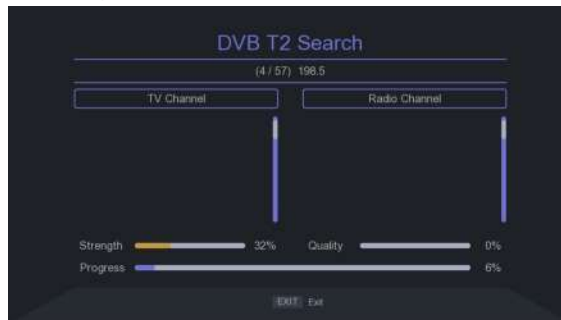 DVB T2 Search
(4 / 57) 198.5
TV Channel Radio Channel
Strength 32% Quality 0%
Progress 6%
EXIT Exit